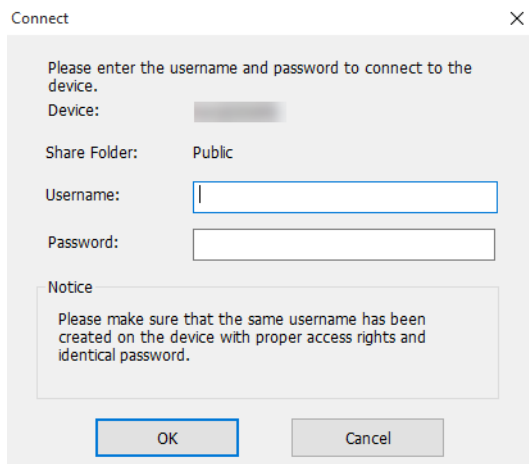 Connect
Please enter the username and password to connect to the
device.
Device:
Share Folder: Public
Username:
Password:
Notice
Please make sure that the same username has been
created on the device with proper access rights and
identical password.
OK Cancel